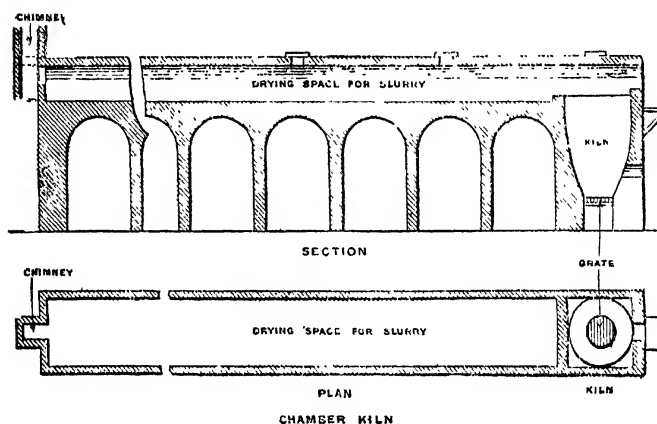 CHIMNEY
DRYING SPACE FOR SLURRY
KILN
SECTION
GRATE
CHIMNEY
DRYING SPACE FOR SLURRY
PLAN
KILN
CHAMBER KILN